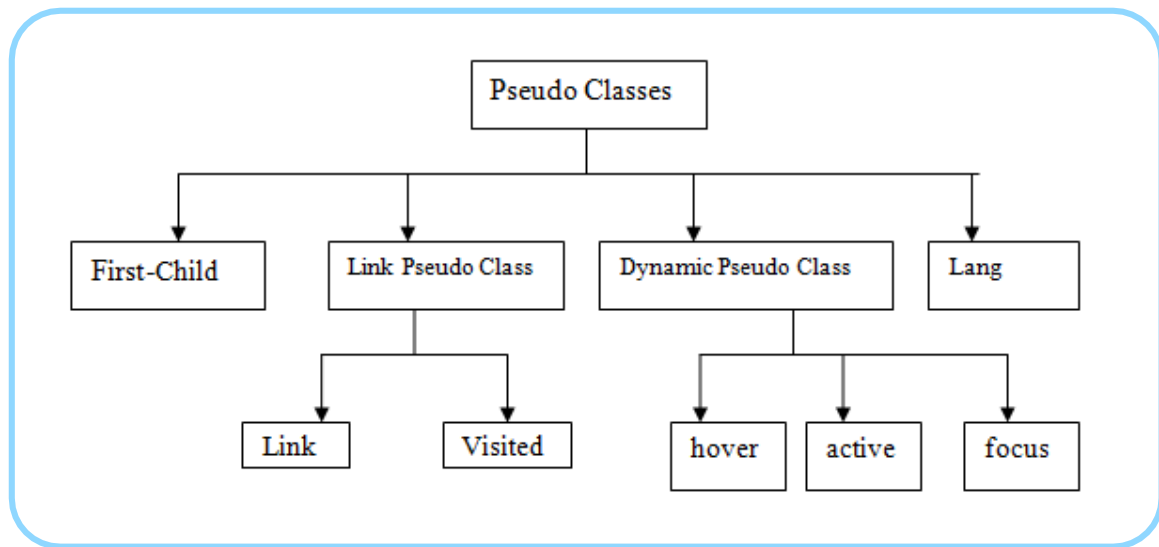 Pseudo Classes
First-Child
Link Pseudo Class
Dynamic Pseudo Class
Lang
Link
Visited
hover
active
focus